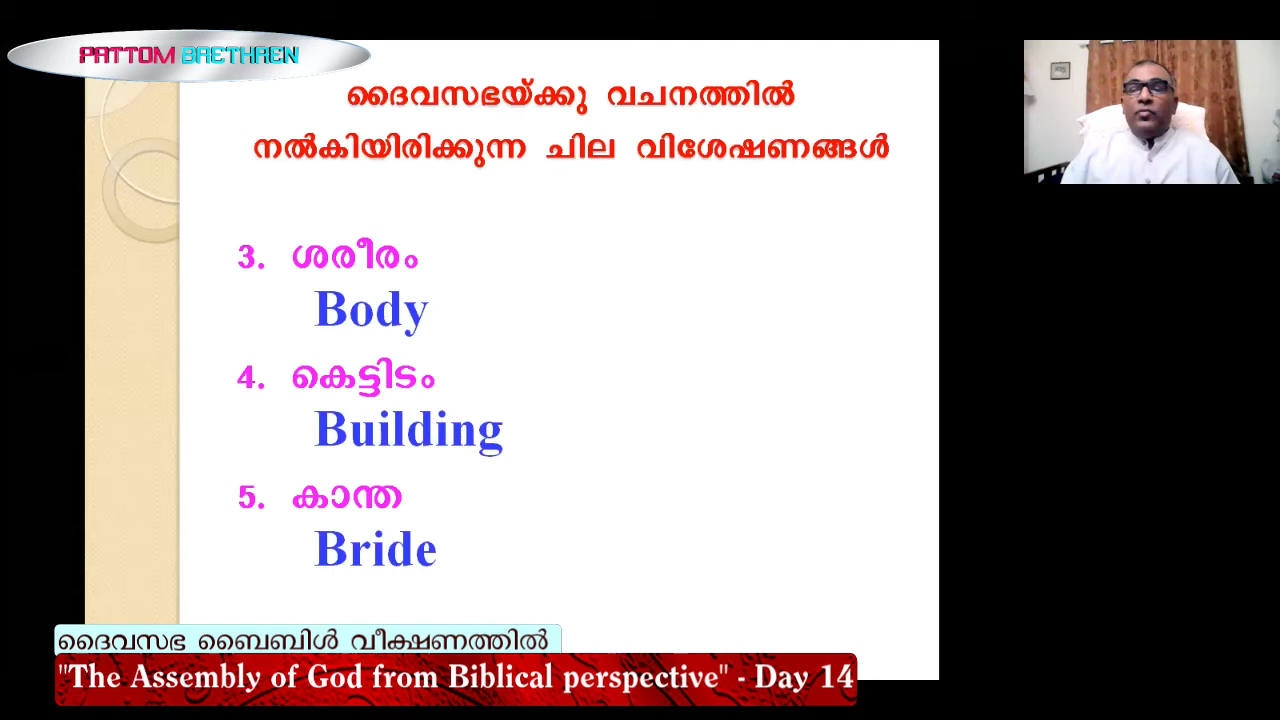 PATTOM BRETHREN
ദൈവസഭയ്ക്കു വചനത്തിൽ
നൽകിയിരിക്കുന്ന ചില വിശേഷണങ്ങൾ
3. ശരീരം
Body
4. കെട്ടിടം
Building
5. കാന്ത
Bride
ദൈവസഭ ബൈബിൾ വീക്ഷണത്തിൽ
"The Assembly of God from Biblical perspective" - Day 14